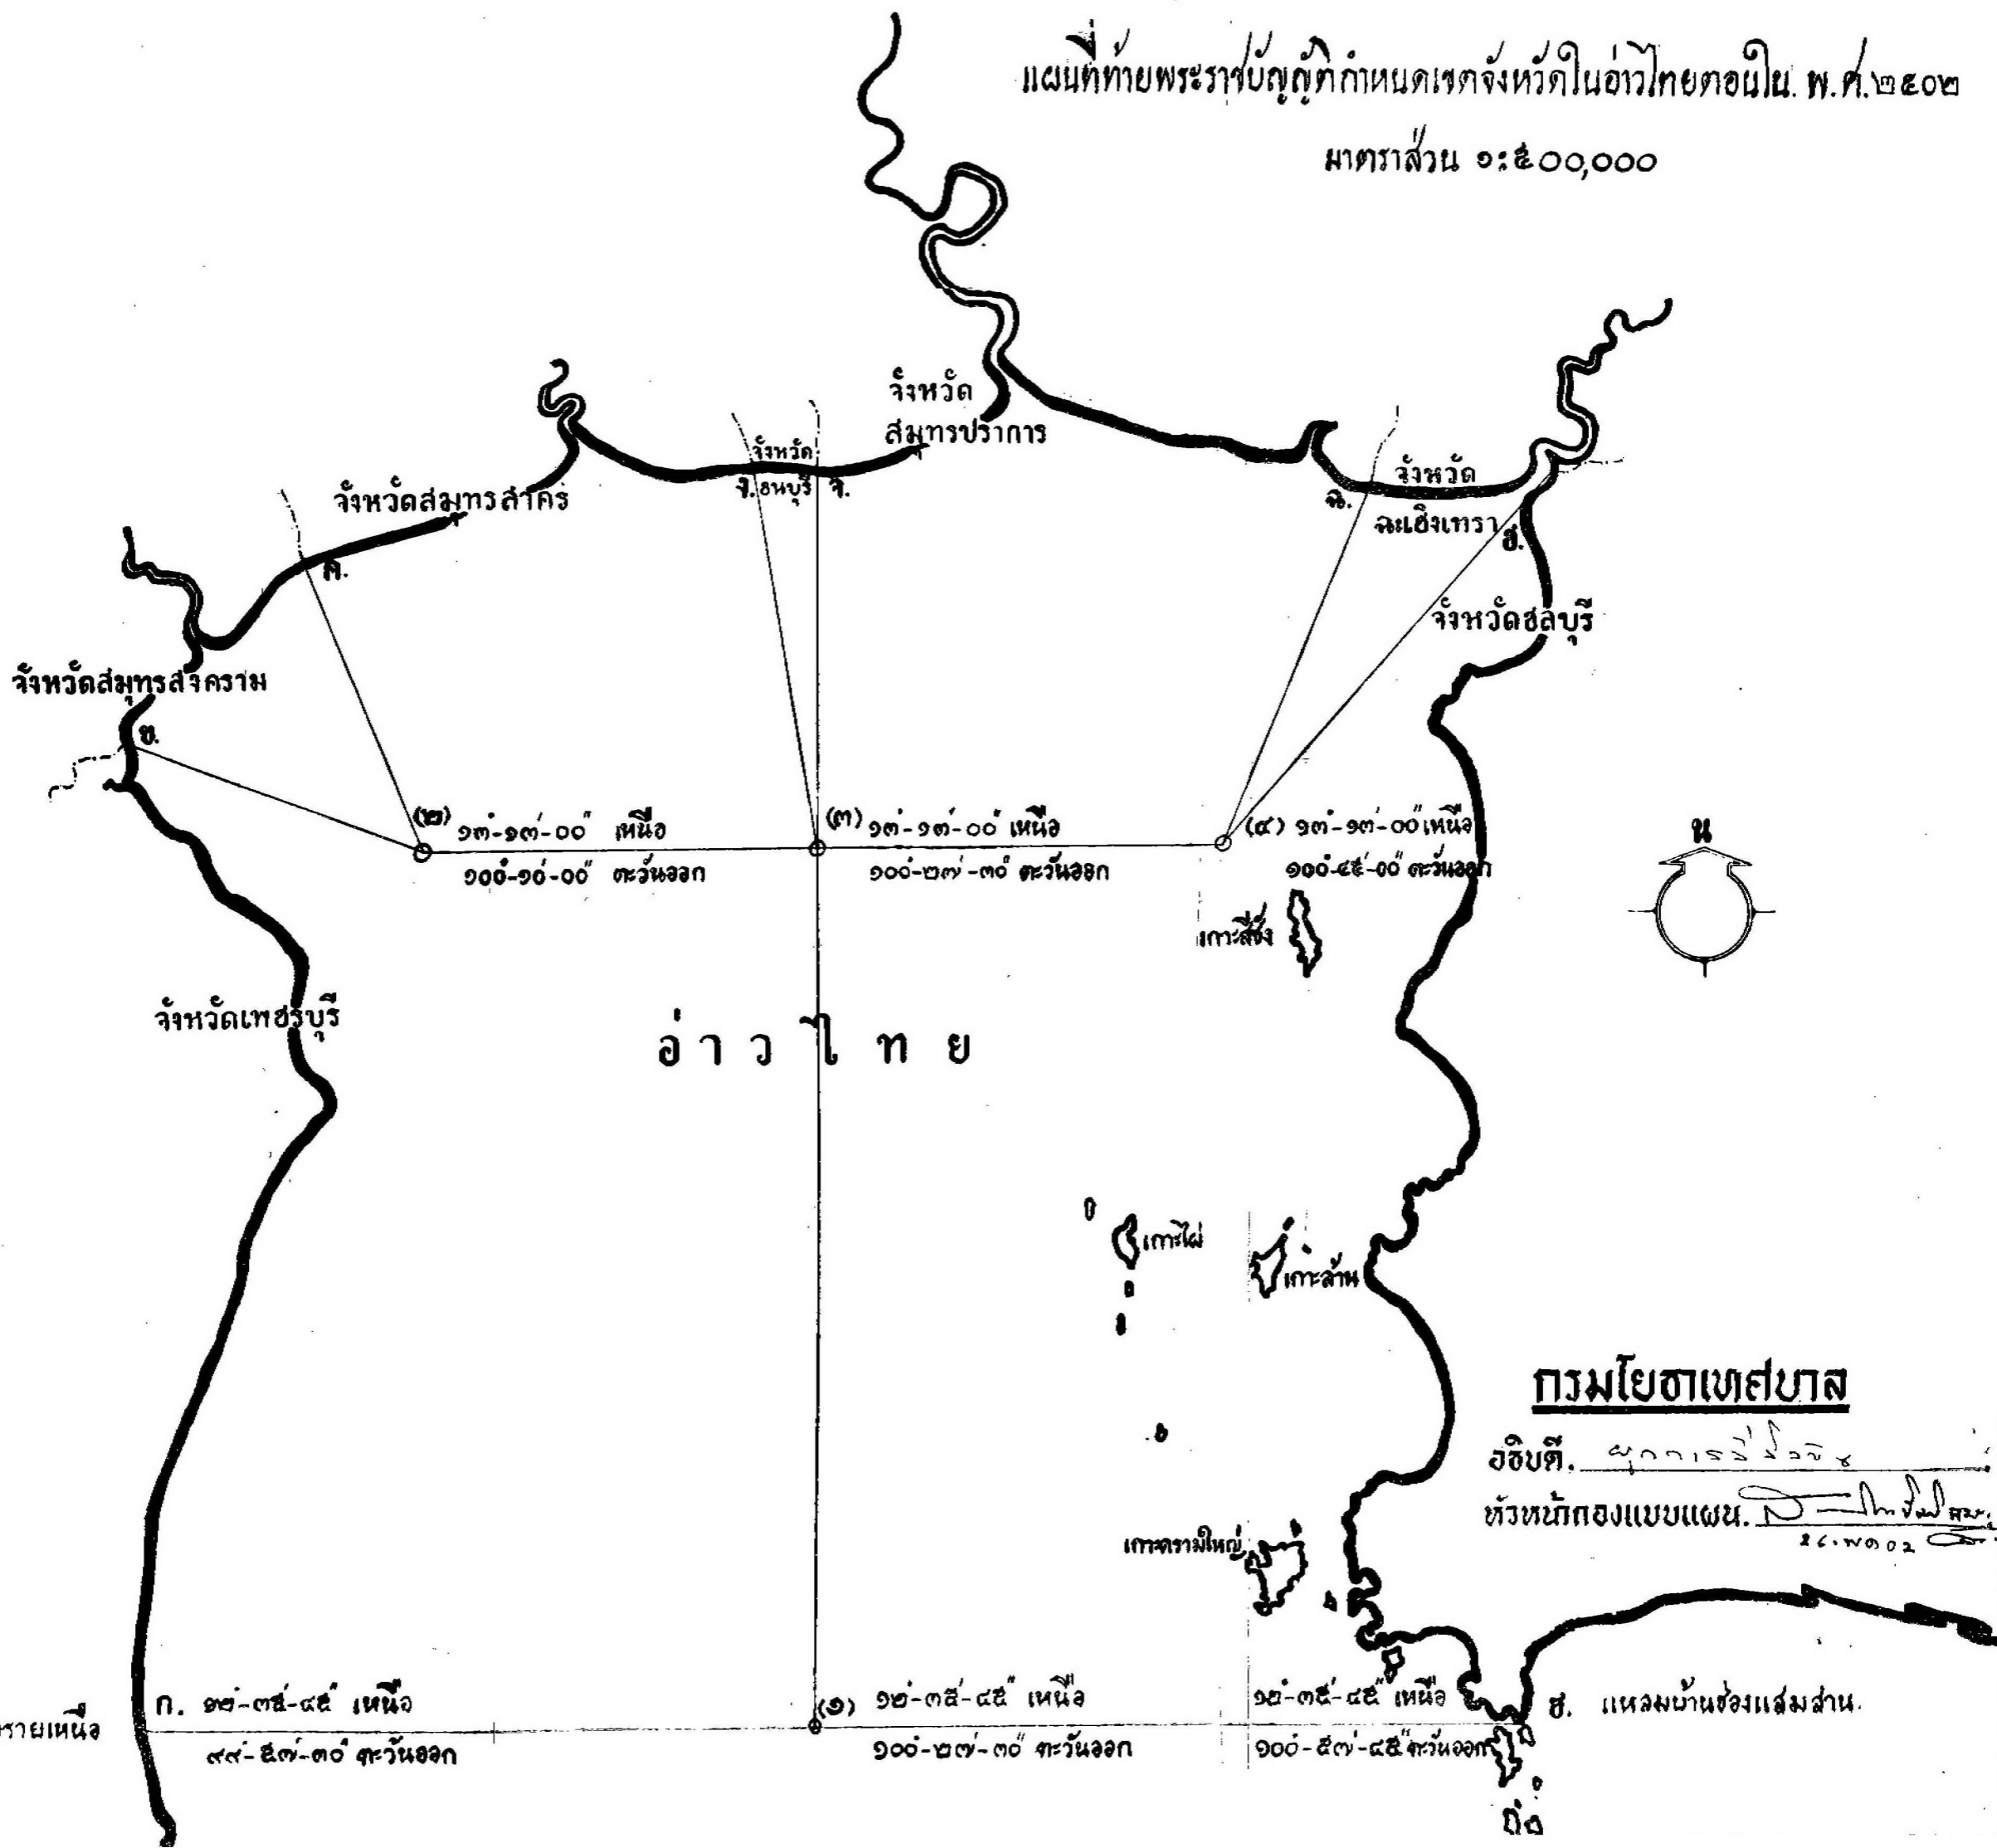 แผนที่ท้ายพระราชบัญญัติกำหนดเขตจังหวัดในอ่าวไทยตอนใน. พ.ศ.๒๕๐๒
มาตราส่วน ๑:๕๐๐,๐๐๐
จังหวัด
สมุทรปราการ
จังหวัด
ง. ธนบุรี จ.
จังหวัดสมุทรสาคร
ค.
จังหวัด
ฉ.
ฉะเชิงเทรา
ช.
จังหวัดชลบุรี
จังหวัดสมุทรสงคราม
ข.
(๒) ๑๓°-๑๓'-๐๐" เหนือ
๑๐๐°-๑๐'-๐๐" ตะวันออก
(๓) ๑๓°-๑๓'-๐๐" เหนือ
๑๐๐°-๒๗'-๓๐" ตะวันออก
(๔) ๑๓°-๑๓'-๐๐" เหนือ
๑๐๐°-๔๕'-๐๐" ตะวันออก
น
เกาะสีชัง
จังหวัดเพชรบุรี
อ่าวไทย
เกาะไผ่
เกาะล้าน
กรมโยธาเทศบาล
อธิบดี.
หัวหน้ากองแบบแผน.
เกาะครามใหญ่
รายเหนือ
ก. ๑๒°-๓๕'-๔๕" เหนือ
๙๙°-๕๗'-๓๐" ตะวันออก
(๑) ๑๒°-๓๕'-๔๕" เหนือ
๑๐๐°-๒๗'-๓๐" ตะวันออก
๑๒°-๓๕'-๔๕" เหนือ
๑๐๐°-๕๗'-๔๕" ตะวันออก
ซ. แหลมบ้านช่องแสมสาน.